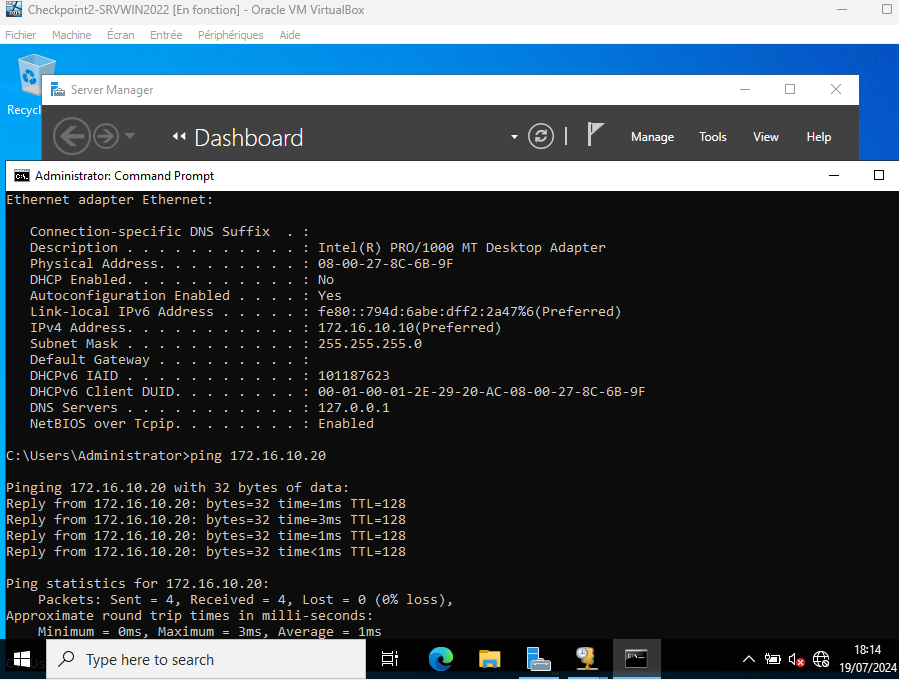 Checkpoint2-SRVWIN2022 [En fonction] - Oracle VM VirtualBox
Fichier Machine Écran Entrée Périphériques Aide
Recycl
Server Manager
Dashboard
Manage Tools View Help
Administrator: Command Prompt
Ethernet adapter Ethernet:
Connection-specific DNS Suffix  . :
Description . . . . . . . . . . . : Intel(R) PRO/1000 MT Desktop Adapter
Physical Address. . . . . . . . . : 08-00-27-8C-6B-9F
DHCP Enabled. . . . . . . . . . . : No
Autoconfiguration Enabled . . . . : Yes
Link-local IPv6 Address . . . . . : fe80::794d:6abe:dff2:2a47%6(Preferred)
IPv4 Address. . . . . . . . . . . : 172.16.10.10(Preferred)
Subnet Mask . . . . . . . . . . . : 255.255.255.0
Default Gateway . . . . . . . . . :
DHCPv6 IAID . . . . . . . . . . . : 101187623
DHCPv6 Client DUID. . . . . . . . : 00-01-00-01-2E-29-20-AC-08-00-27-8C-6B-9F
DNS Servers . . . . . . . . . . . : 127.0.0.1
NetBIOS over Tcpip. . . . . . . . : Enabled
C:\Users\Administrator>ping 172.16.10.20
Pinging 172.16.10.20 with 32 bytes of data:
Reply from 172.16.10.20: bytes=32 time=1ms TTL=128
Reply from 172.16.10.20: bytes=32 time=3ms TTL=128
Reply from 172.16.10.20: bytes=32 time=1ms TTL=128
Reply from 172.16.10.20: bytes=32 time<1ms TTL=128
Ping statistics for 172.16.10.20:
Packets: Sent = 4, Received = 4, Lost = 0 (0% loss),
Approximate round trip times in milli-seconds:
Minimum = 0ms, Maximum = 3ms, Average = 1ms
Type here to search
18:14
19/07/2024